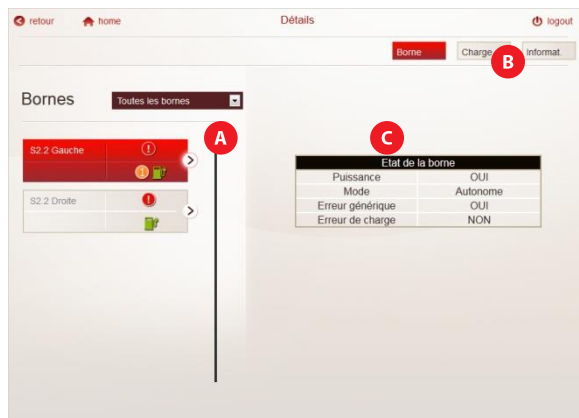 retour home Détails logout
Borne Charge Informat.
B
Bornes Toutes les bornes
A
C
S2.2 Gauche
S2.2 Droite
Etat de la borne
Puissance OUI
Mode Autonome
Erreur générique OUI
Erreur de charge NON